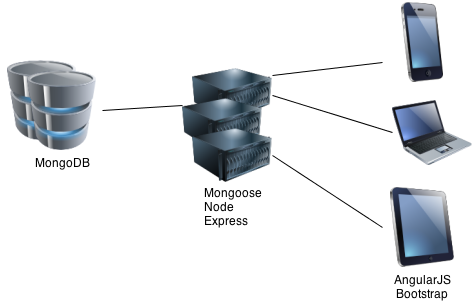 MongoDB
Mongoose
Node
Express
AngularJS
Bootstrap